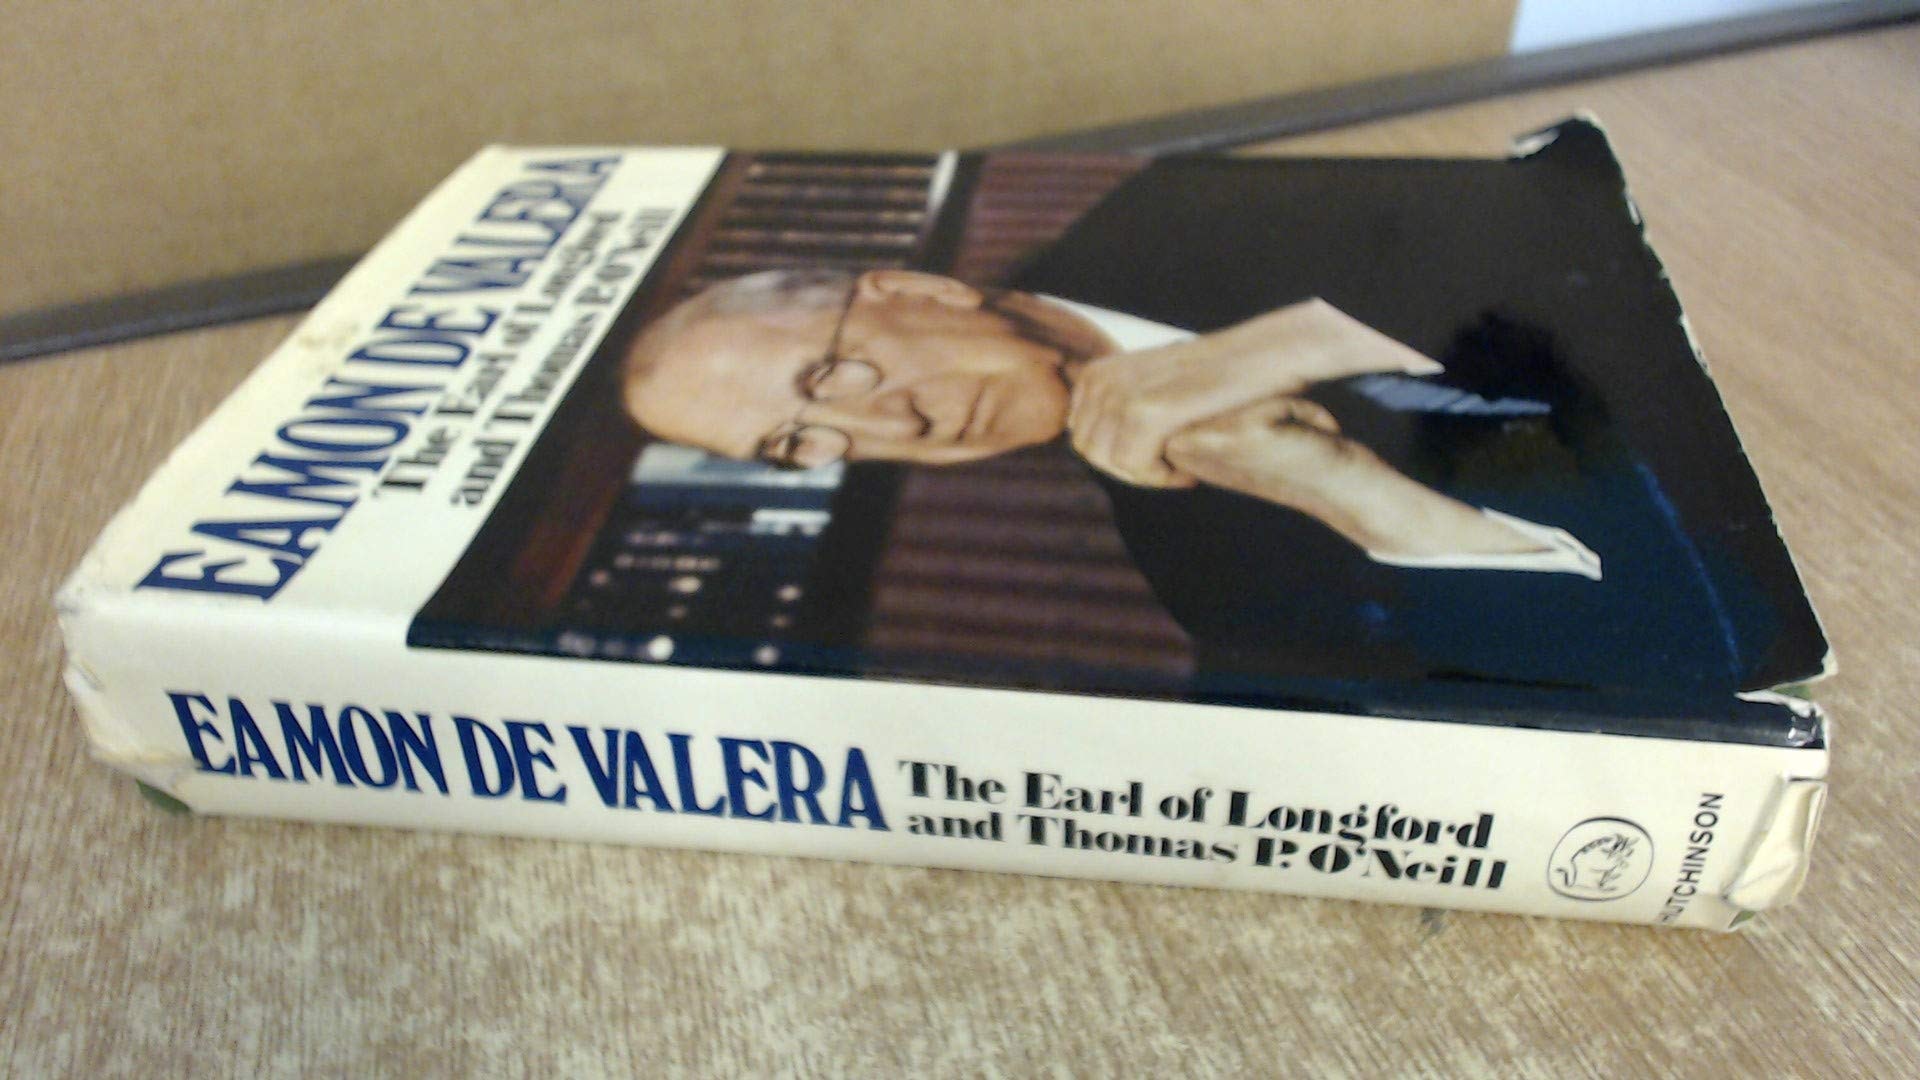 EAMON DE VALERA
The Earl of Longford
and Thomas P. O'Neill
EAMON DE VALERA
The Earl of Longford
and Thomas P. O'Neill
HUTCHINSON